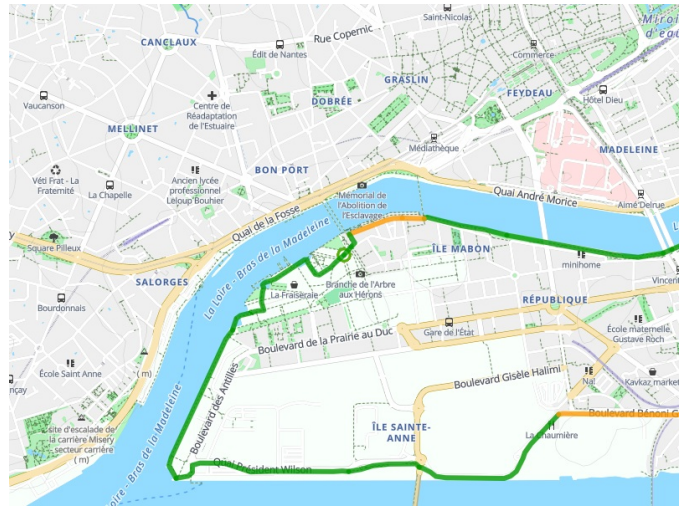 Saint-Nicolas
Miroir
d'eau
Rue Copernic
CANCLAUX
Édit de Nantes
Commerce
GRASLIN
Vaucanson
Centre de
Réadaptation
de l'Estuaire
DOBRÉE
FEYDEAU
Hôtel Dieu
MELLINET
Médiathèque
MADELEINE
BON PORT
Véti Frat - La
Fraternité
La Chapelle
Ancien lycée
professionnel
Leloup Bouhier
Mémorial de
l'Abolition de
l'Esclavage
Quai André Morice
Aimé Delrue
Quai de la Fosse
La Loire - Bras de la Madeleine
Square Pilleux
ÎLE MABON
minihome
SALORGES
La Fraiseraie
Branche de l'Arbre
aux Hérons
Vincent
RÉPUBLIQUE
Bourdonnais
Gare de l'État
École maternelle,
Gustave Roch
Boulevard de la Prairie au Duc
École Saint Anne
( m)
Boulevard Gisèle Halimi
Nal
Kavkaz market
çay
Boulevard des Antilles
Boulevard Bénoni G
site d'escalade de
la carrière Misery
secteur carrière
( m)
ÎLE SAINTE-
ANNE
La Chaumière
Loire - Bras de la Madeleine
Quai Président Wilson